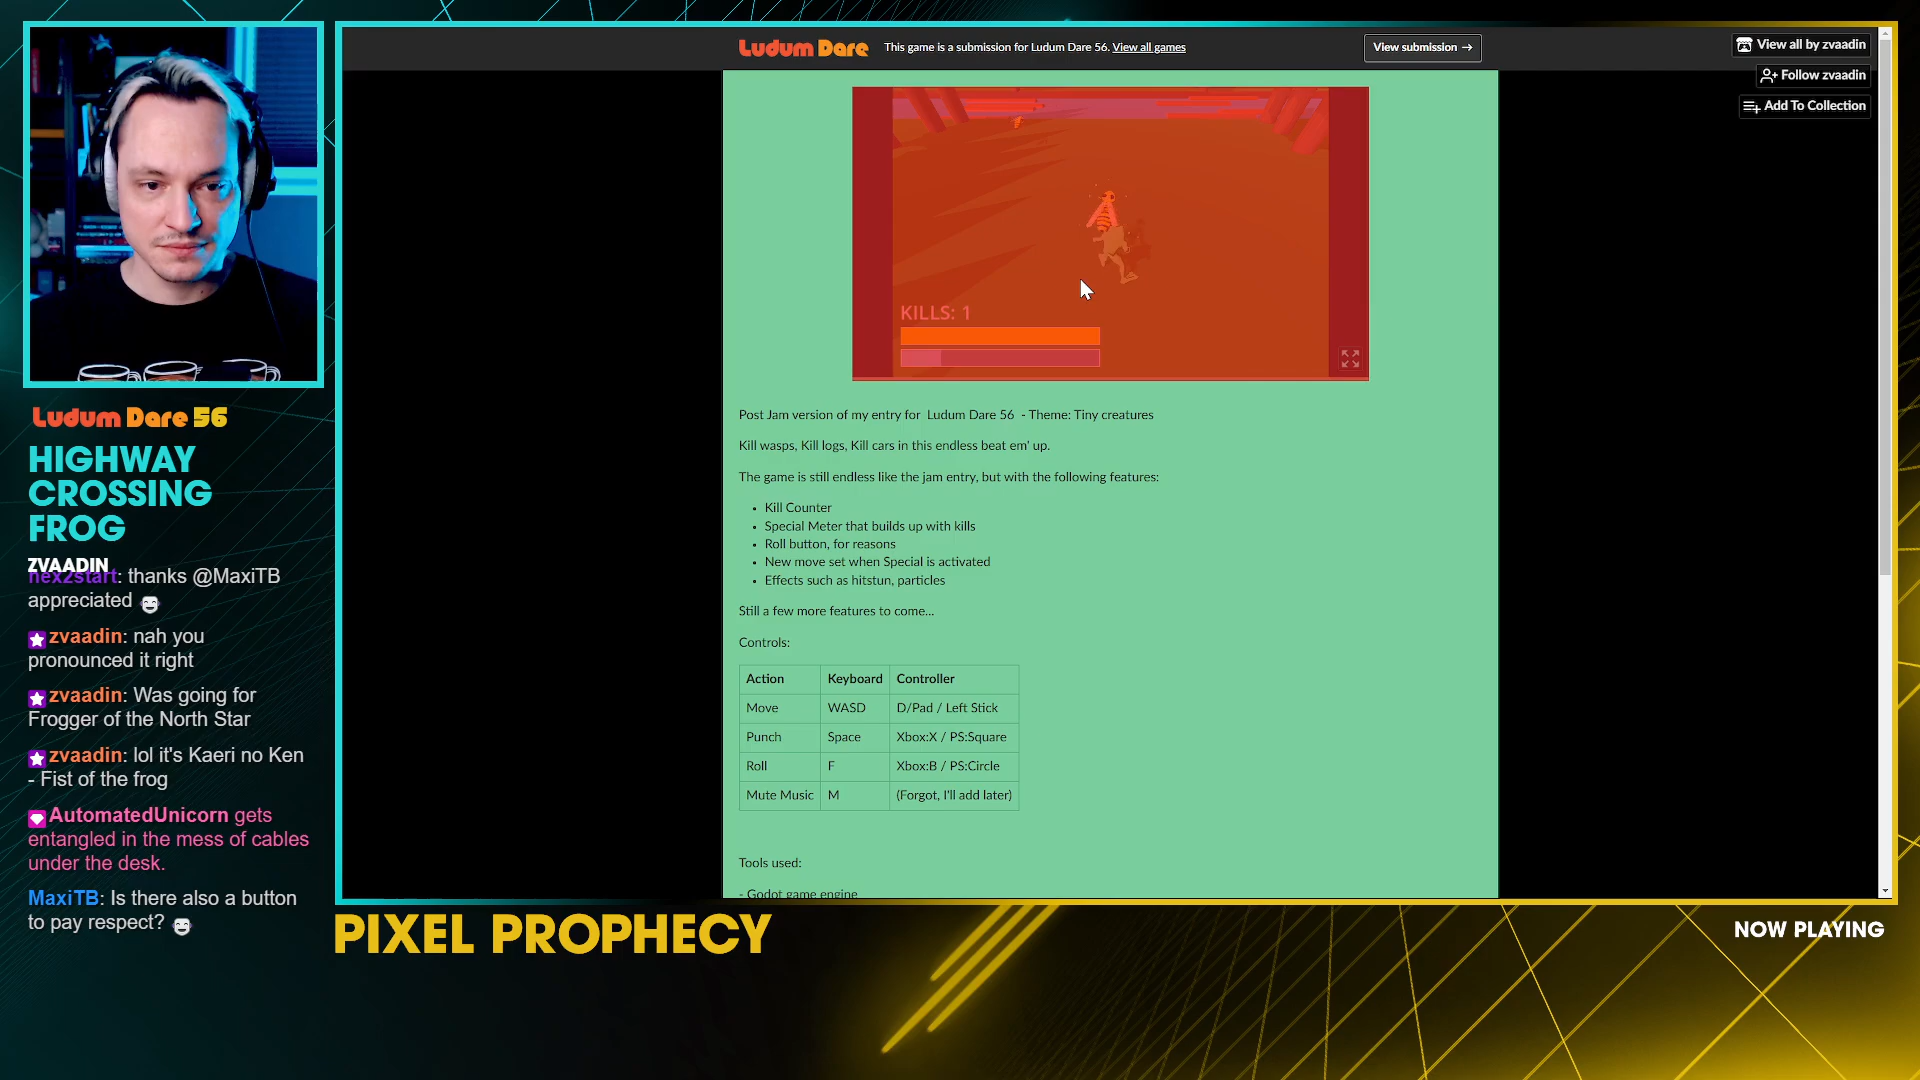 Ludum Dare
This game is a submission for Ludum Dare 56. View all games
View submission →
View all by zvaadin
Follow zvaadin
Add To Collection
KILLS: 1
Post Jam version of my entry for Ludum Dare 56 - Theme: Tiny creatures
Kill wasps, Kill logs, Kill cars in this endless beat em' up.
The game is still endless like the jam entry, but with the following features:
• Kill Counter
• Special Meter that builds up with kills
• Roll button, for reasons
• New move set when Special is activated
• Effects such as hitstun, particles
Still a few more features to come...
Controls:
Action Keyboard Controller
Move WASD D/Pad / Left Stick
Punch Space Xbox:X / PS:Square
Roll F Xbox:B / PS:Circle
Mute Music M (Forgot, I'll add later)
Tools used:
- Godot game engine
Ludum Dare 56
HIGHWAY
CROSSING
FROG
ZVAADIN
nex2start: thanks @MaxiTB
appreciated
zvaadin: nah you
pronounced it right
zvaadin: Was going for
Frogger of the North Star
zvaadin: lol it's Kaeri no Ken
- Fist of the frog
AutomatedUnicorn gets
entangled in the mess of cables
under the desk.
MaxiTB: Is there also a button
to pay respect?
PIXEL PROPHECY
NOW PLAYING